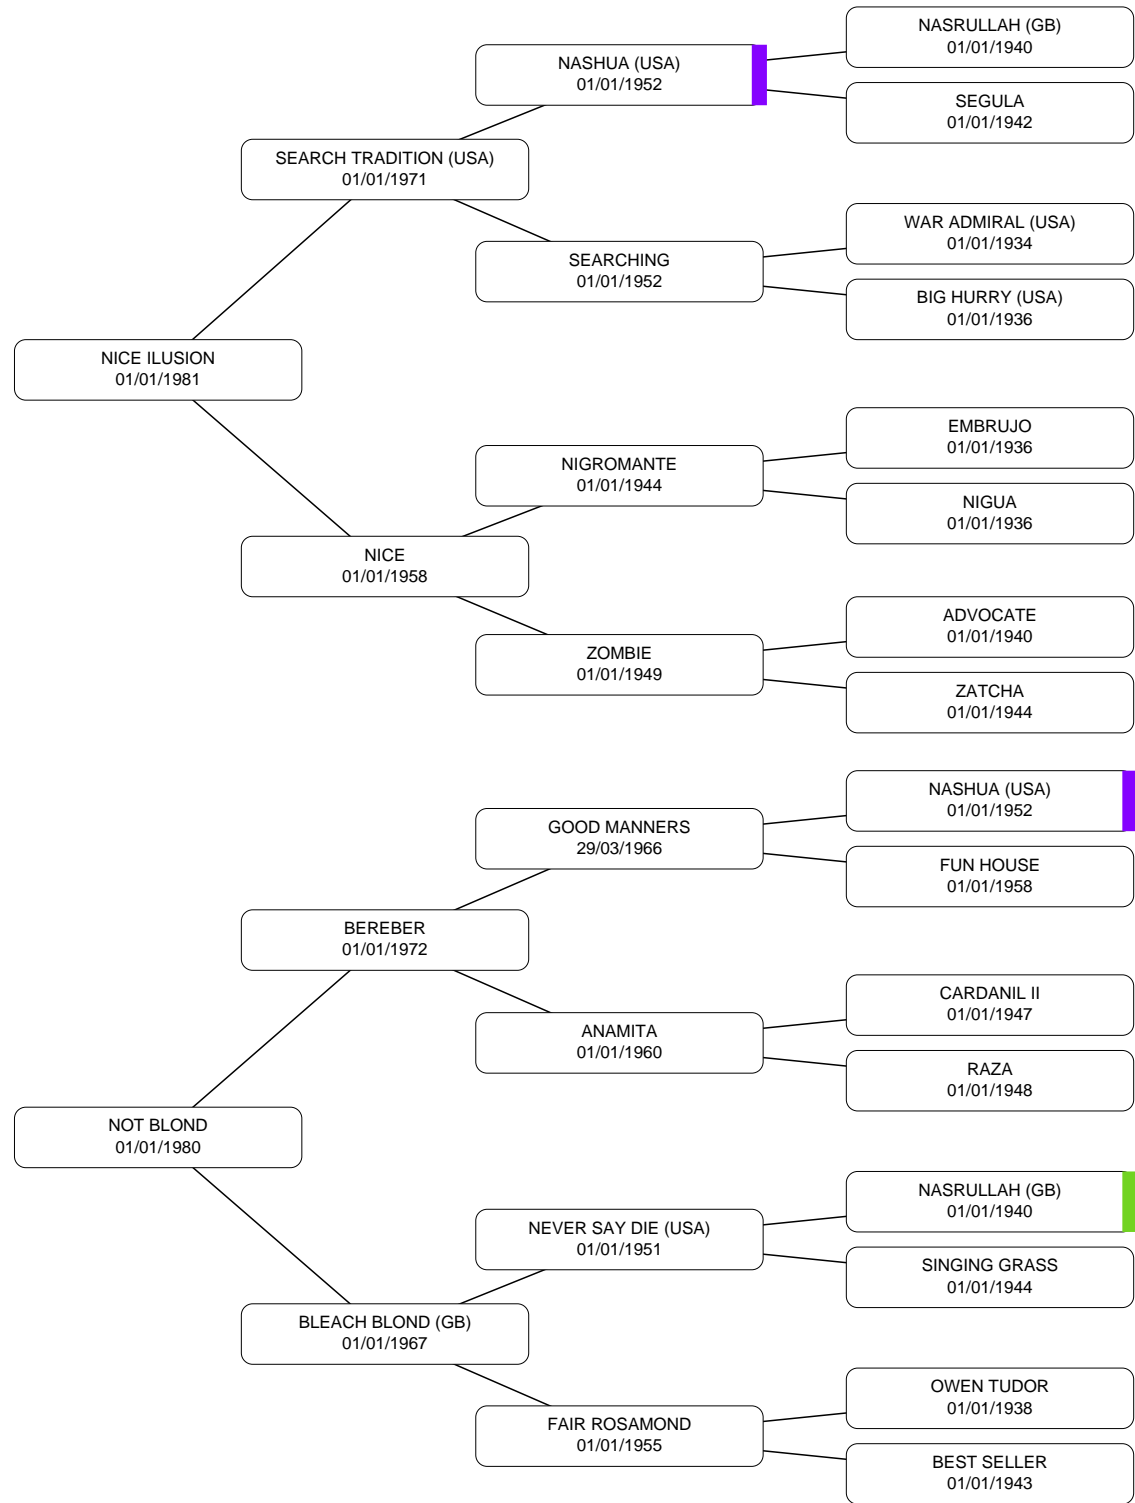 NASRULLAH (GB)
01/01/1940
NASHUA (USA)
01/01/1952
SEGULA
01/01/1942
SEARCH TRADITION (USA)
01/01/1971
WAR ADMIRAL (USA)
01/01/1934
SEARCHING
01/01/1952
BIG HURRY (USA)
01/01/1936
NICE ILUSION
01/01/1981
EMBRUJO
01/01/1936
NIGROMANTE
01/01/1944
NIGUA
01/01/1936
NICE
01/01/1958
ADVOCATE
01/01/1940
ZOMBIE
01/01/1949
ZATCHA
01/01/1944
NASHUA (USA)
01/01/1952
GOOD MANNERS
29/03/1966
FUN HOUSE
01/01/1958
BEREBER
01/01/1972
CARDANIL II
01/01/1947
ANAMITA
01/01/1960
RAZA
01/01/1948
NOT BLOND
01/01/1980
NASRULLAH (GB)
01/01/1940
NEVER SAY DIE (USA)
01/01/1951
SINGING GRASS
01/01/1944
BLEACH BLOND (GB)
01/01/1967
OWEN TUDOR
01/01/1938
FAIR ROSAMOND
01/01/1955
BEST SELLER
01/01/1943